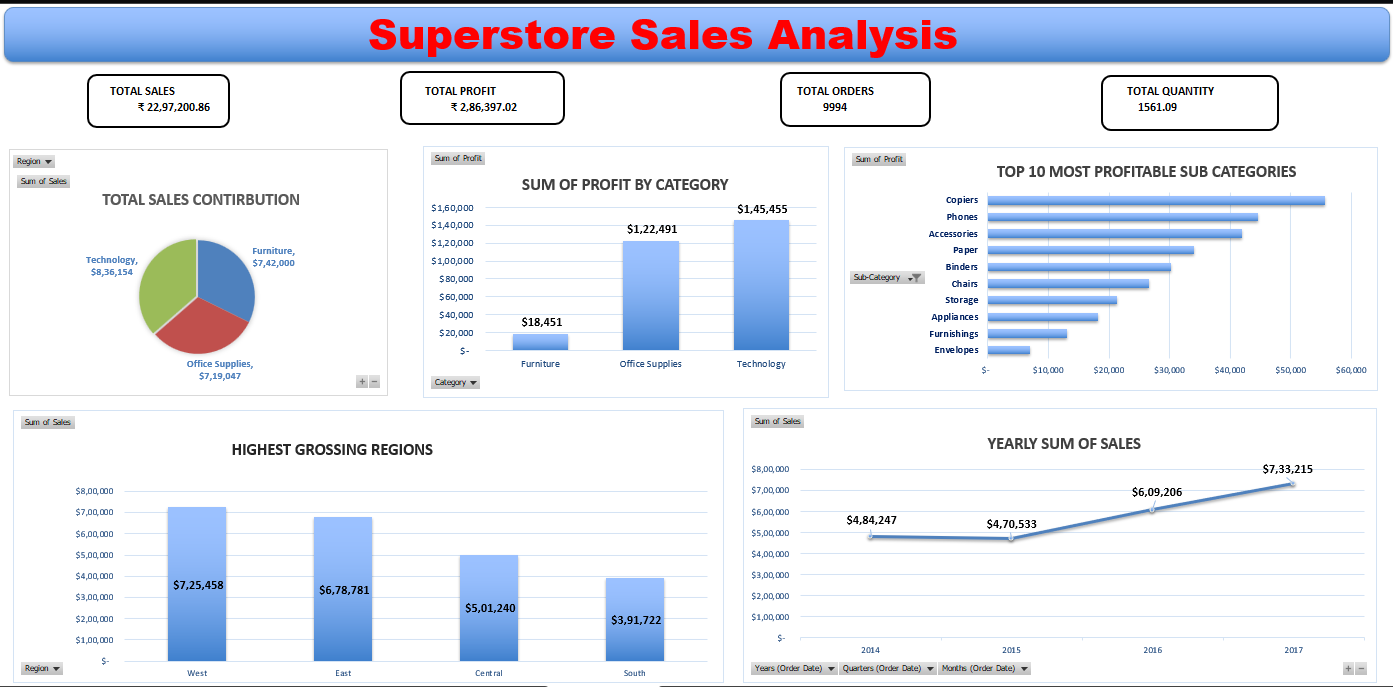 Superstore Sales Analysis
TOTAL SALES
₹ 22,97,200.86
TOTAL PROFIT
₹ 2,86,397.02
TOTAL ORDERS
9994
TOTAL QUANTITY
1561.09
Region
Sum of Sales
TOTAL SALES CONTIRBUTION
Technology,
$8,36,154
Furniture,
$7,42,000
Office Supplies,
$7,19,047
+ −
Sum of Profit
SUM OF PROFIT BY CATEGORY
$1,60,000
$1,40,000
$1,20,000
$1,00,000
$80,000
$60,000
$40,000
$20,000
$-
$18,451
$1,22,491
$1,45,455
Furniture Office Supplies Technology
Category
Sum of Profit
TOP 10 MOST PROFITABLE SUB CATEGORIES
Sub-Category
Copiers
Phones
Accessories
Paper
Binders
Chairs
Storage
Appliances
Furnishings
Envelopes
$- $10,000 $20,000 $30,000 $40,000 $50,000 $60,000
Sum of Sales
HIGHEST GROSSING REGIONS
$8,00,000
$7,00,000
$6,00,000
$5,00,000
$4,00,000
$3,00,000
$2,00,000
$1,00,000
$-
$7,25,458
$6,78,781
$5,01,240
$3,91,722
West East Central South
Region
Sum of Sales
YEARLY SUM OF SALES
$8,00,000
$7,00,000
$6,00,000
$5,00,000
$4,00,000
$3,00,000
$2,00,000
$1,00,000
$-
$4,84,247
$4,70,533
$6,09,206
$7,33,215
2014 2015 2016 2017
Years (Order Date) Quarters (Order Date) Months (Order Date)
+ −